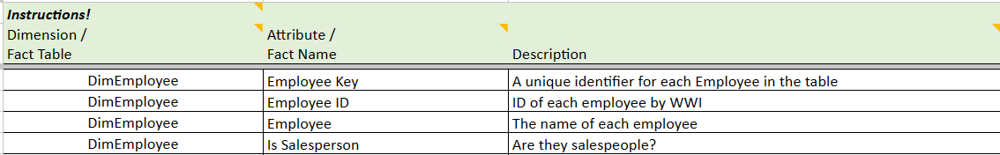 Instructions!
Dimension / Attribute /
Fact Table Fact Name Description
DimEmployee Employee Key A unique identifier for each Employee in the table
DimEmployee Employee ID ID of each employee by WWI
DimEmployee Employee The name of each employee
DimEmployee Is Salesperson Are they salespeople?